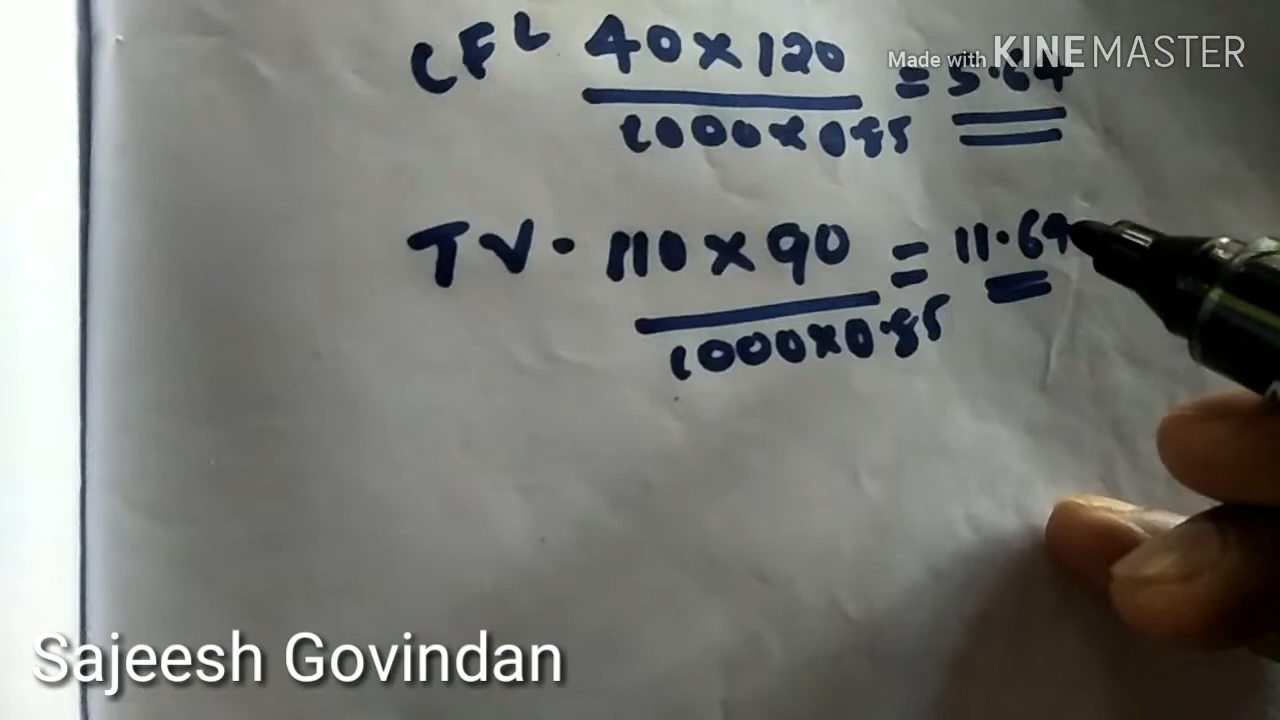 Made with KINEMASTER
CFL 40×120 = 5.64
1000×0.85
TV. 110×90 = 11.64
1000×0.85
Sajeesh Govindan